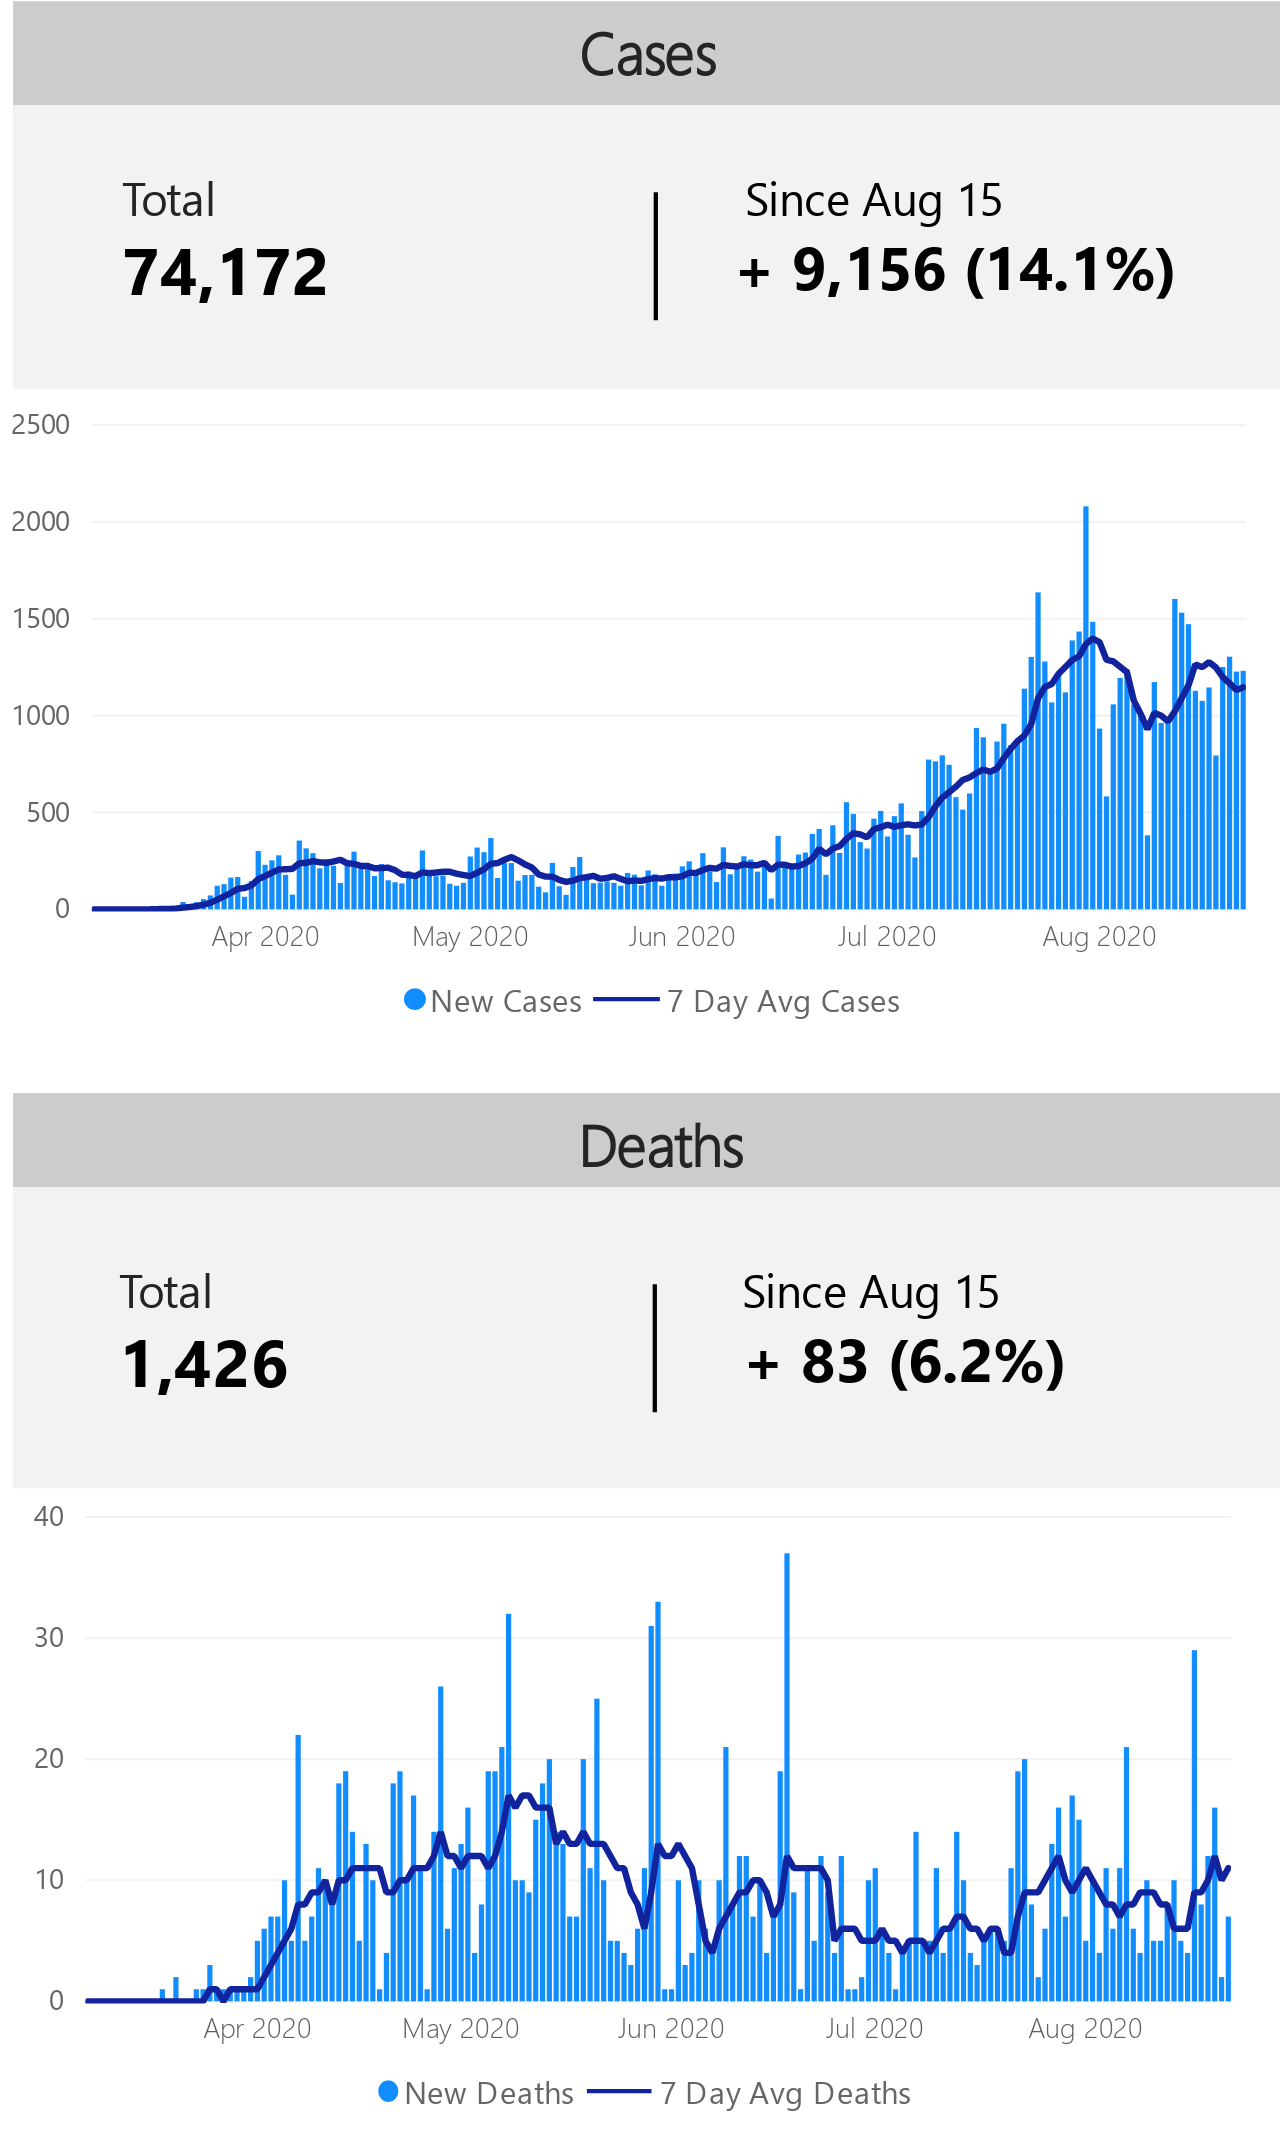 Cases
Total
Since Aug 15
74,172
+ 9,156 (14.1%)
2500
2000
1500
1000
500
0
Apr 2020
May 2020
Jun 2020
Jul 2020
Aug 2020
New Cases
7 Day Avg Cases
Deaths
Total
Since Aug 15
1,426
+ 83 (6.2%)
40
30
20
10
0
Apr 2020
May 2020
Jun 2020
Jul 2020
Aug 2020
New Deaths
7 Day Avg Deaths